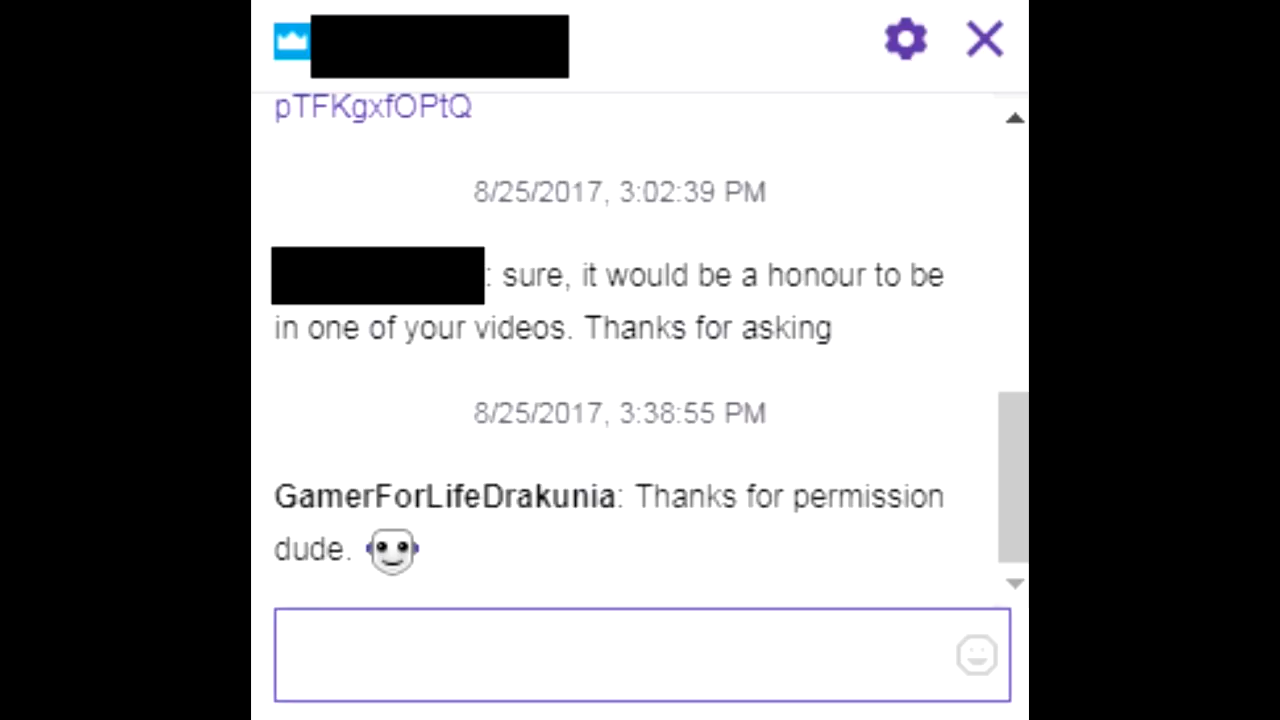 pTFKgxfOPtQ
8/25/2017, 3:02:39 PM
: sure, it would be a honour to be
in one of your videos. Thanks for asking
8/25/2017, 3:38:55 PM
GamerForLifeDrakunia: Thanks for permission
dude.